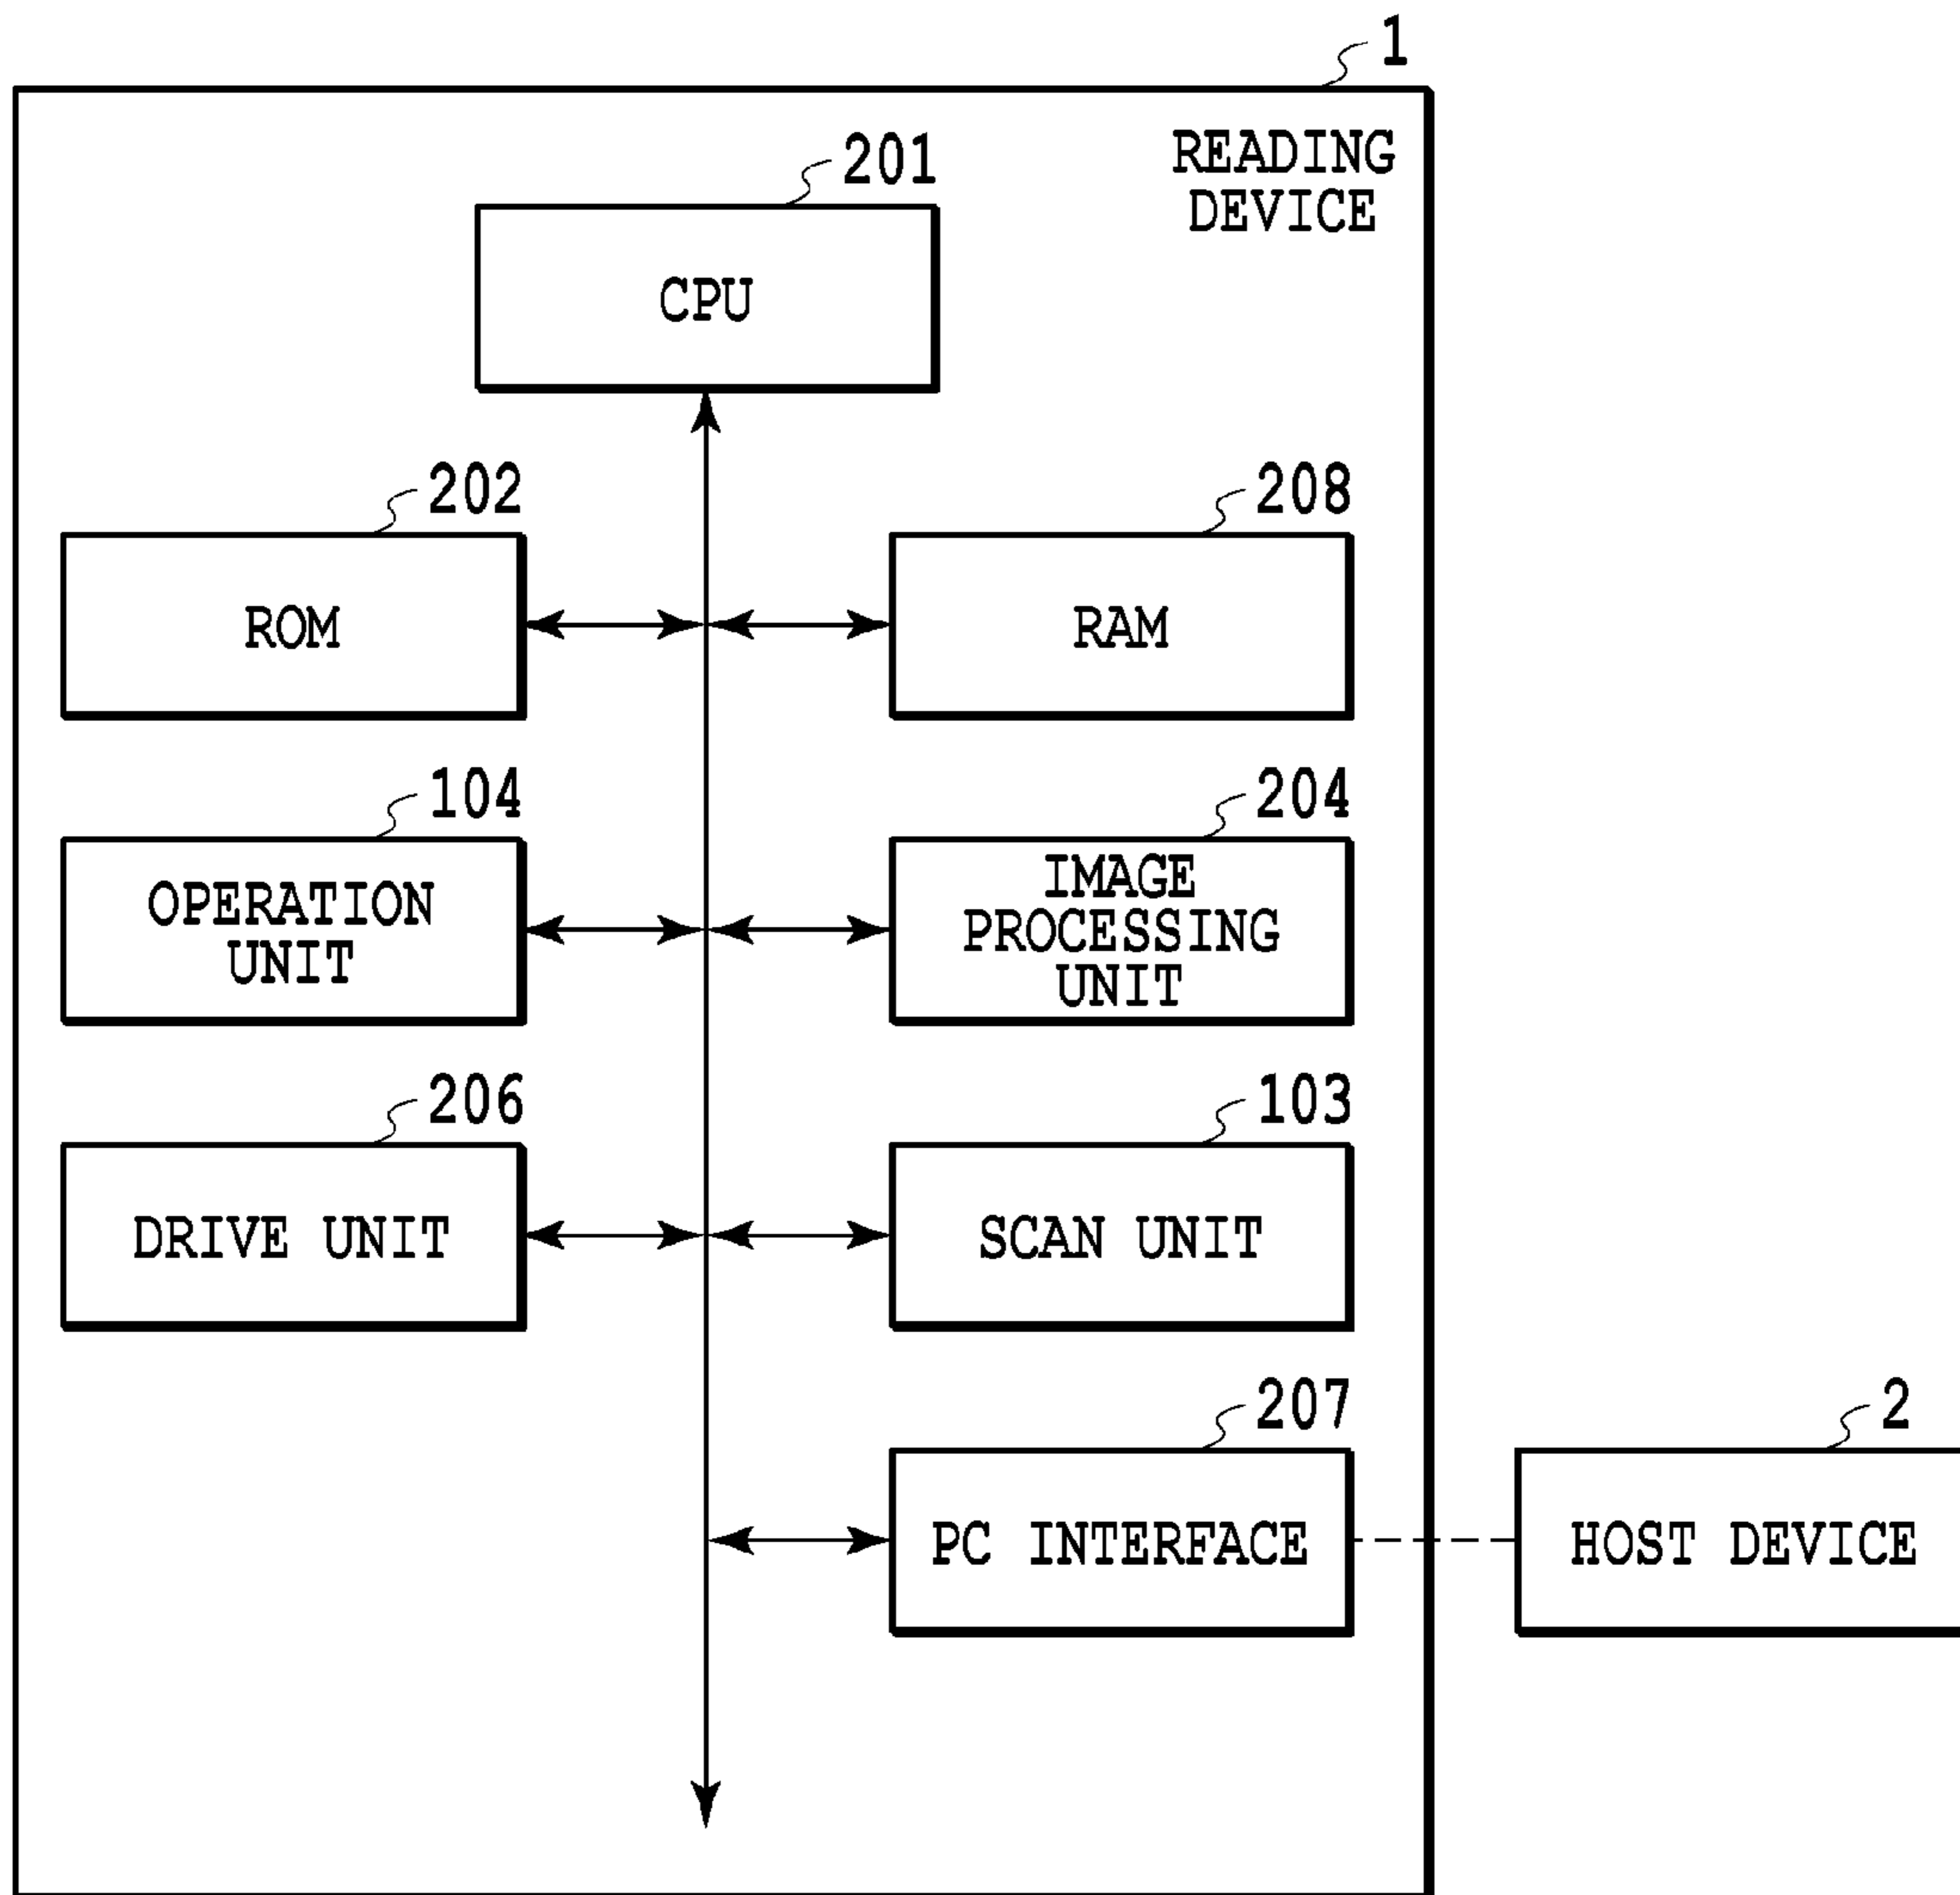 1
READING
DEVICE
201
CPU
202
ROM
208
RAM
104
OPERATION
UNIT
204
IMAGE
PROCESSING
UNIT
206
DRIVE UNIT
103
SCAN UNIT
207
PC INTERFACE
2
HOST DEVICE